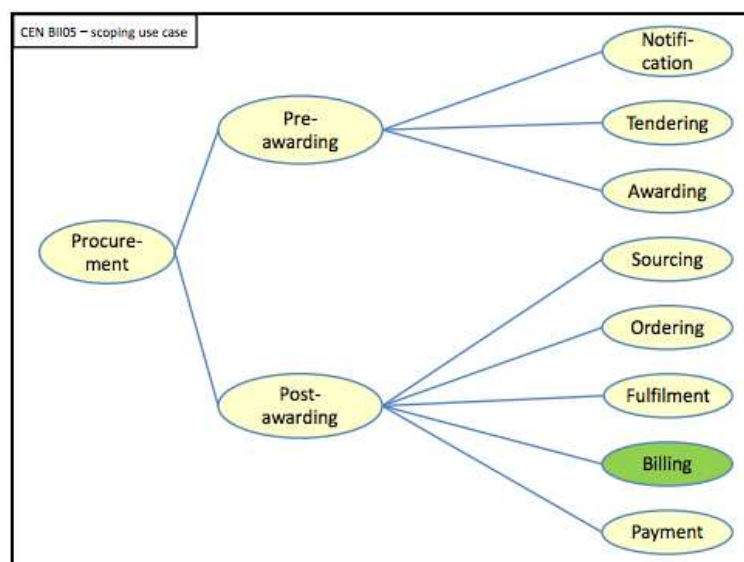 CEN BII05 – scoping use case
Notifi-
cation
Pre-
awarding
Tendering
Awarding
Procure-
ment
Sourcing
Ordering
Post-
awarding
Fulfilment
Billing
Payment